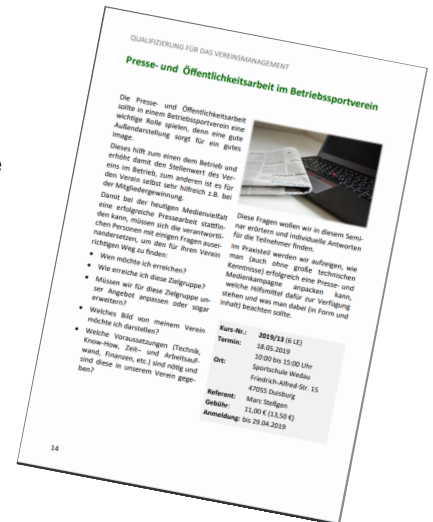 QUALIFIZIERUNG FÜR DAS VEREINSMANAGEMENT
Presse- und Öffentlichkeitsarbeit im Betriebssportverein
Die Presse- und Öffentlichkeitsarbeit
sollte in einem Betriebssportverein eine
wichtige Rolle spielen, denn eine gute
Außendarstellung sorgt für ein gutes
Image.
Dieses hilft zum einen dem Betrieb und
erhöht damit den Stellenwert des Ver-
eins im Betrieb, zum anderen ist es für
den Verein selbst sehr hilfreich z.B. bei
der Mitgliedergewinnung.
Damit bei der heutigen Medienvielfalt
eine erfolgreiche Pressearbeit stattfin-
den kann, müssen sich die verantwortli-
chen Personen mit einigen Fragen ausei-
nandersetzen, um den für ihren Verein
richtigen Weg zu finden:
• Wen möchte ich erreichen?
• Wie erreiche ich diese Zielgruppe?
• Müssen wir für diese Zielgruppe un-
ser Angebot anpassen oder sogar
erweitern?
• Welches Bild von meinem Verein
möchte ich darstellen?
• Welche Voraussetzungen (Technik,
Know-How, Zeit– und Arbeitsauf-
wand, Finanzen, etc.) sind nötig und
sind diese in unserem Verein gege-
ben?
Diese Fragen wollen wir in diesem Semi-
nar erörtern und individuelle Antworten
für die Teilnehmer finden.
Im Praxisteil werden wir aufzeigen, wie
man (auch ohne große technischen
Kenntnisse) erfolgreich eine Presse- und
Medienkampagne anpacken kann,
welche Hilfsmittel dafür zur Verfügung
stehen und was man dabei (in Form und
Inhalt) beachten sollte.
Kurs-Nr.: 2019/13 (6 LE)
Termin: 18.05.2019
10:00 bis 15:00 Uhr
Ort: Sportschule Wedau
Friedrich-Alfred-Str. 15
47055 Duisburg
Referent: Marc Steßgen
Gebühr: 11,00 € (13,50 €)
Anmeldung: bis 29.04.2019
14